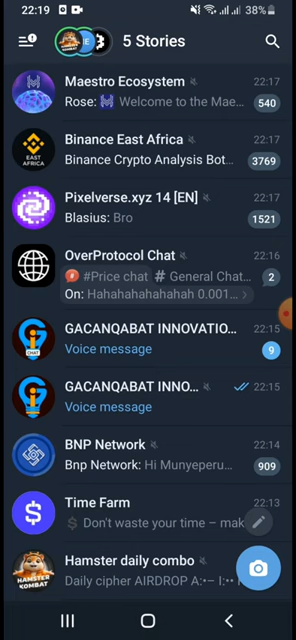 22:19
38%
5 Stories
Maestro Ecosystem 22:17
Rose: Welcome to the Mae... 540
Binance East Africa 22:17
Binance Crypto Analysis Bot... 3769
EAST
AFRICA
Pixelverse.xyz 14 [EN] 22:17
Blasius: Bro 1521
OverProtocol Chat 22:16
#Price chat # General Chat... 2
On: Hahahahahahah 0.001...
GACANQABAT INNOVATIO... 22:15
Voice message 9
CHAT
GACANQABAT INNO... 22:15
Voice message
BNP Network 22:14
Bnp Network: Hi Munyeperu... 909
Time Farm 22:13
$ Don't waste your time – mak
Hamster daily combo
Daily cipher AIRDROP A:•– I:••
HAMSTER
KOMBAT